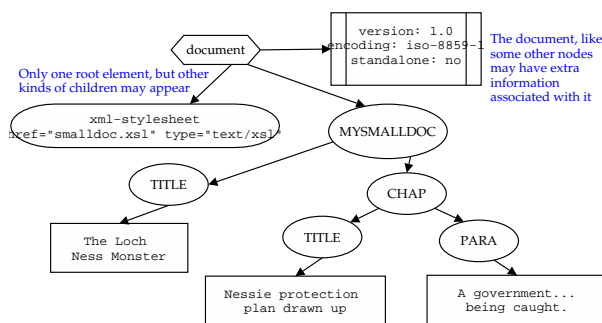 version: 1.0
encoding: iso-8859-1
standalone: no
document
The document, like
some other nodes
may have extra
information
associated with it
Only one root element, but other
kinds of children may appear
xml-stylesheet
href="smalldoc.xsl" type="text/xsl"
MYSMALLDOC
TITLE
CHAP
The Loch
Ness Monster
TITLE
PARA
Nessie protection
plan drawn up
A government...
being caught.